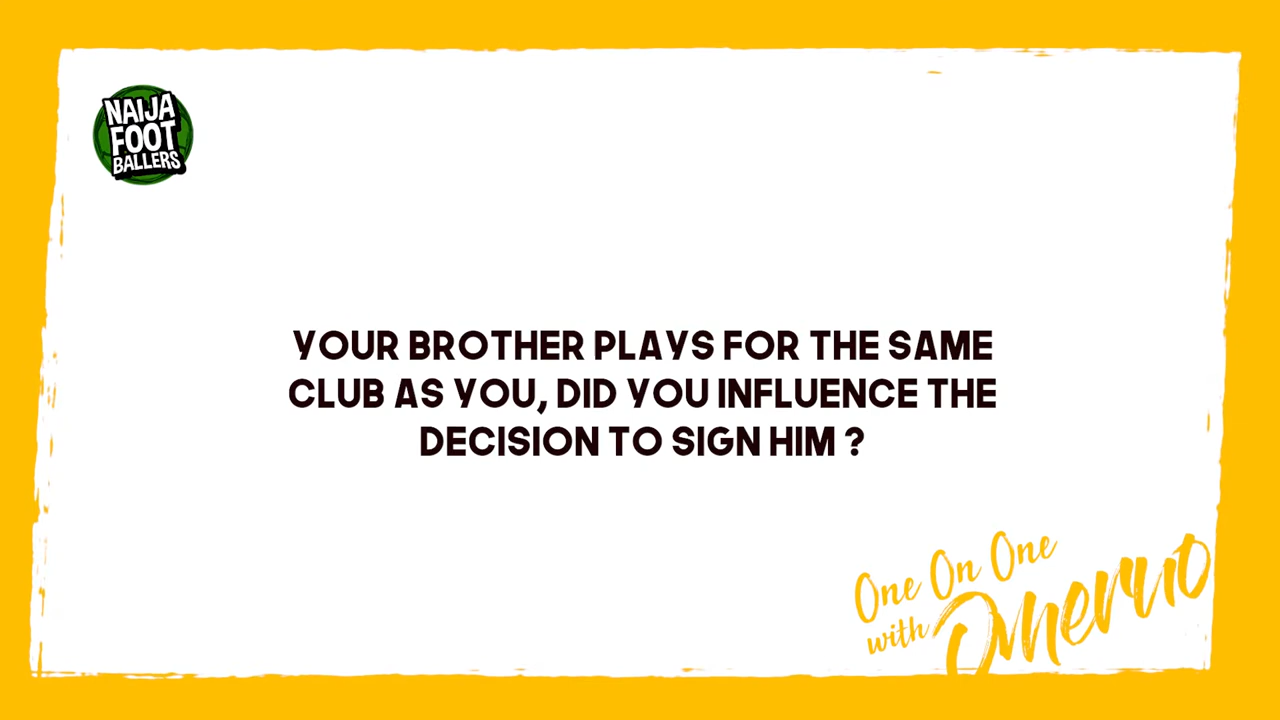 NAIJA
FOOT
BALLERS
YOUR BROTHER PLAYS FOR THE SAME
CLUB AS YOU, DID YOU INFLUENCE THE
DECISION TO SIGN HIM ?
One On One
with Omeruo